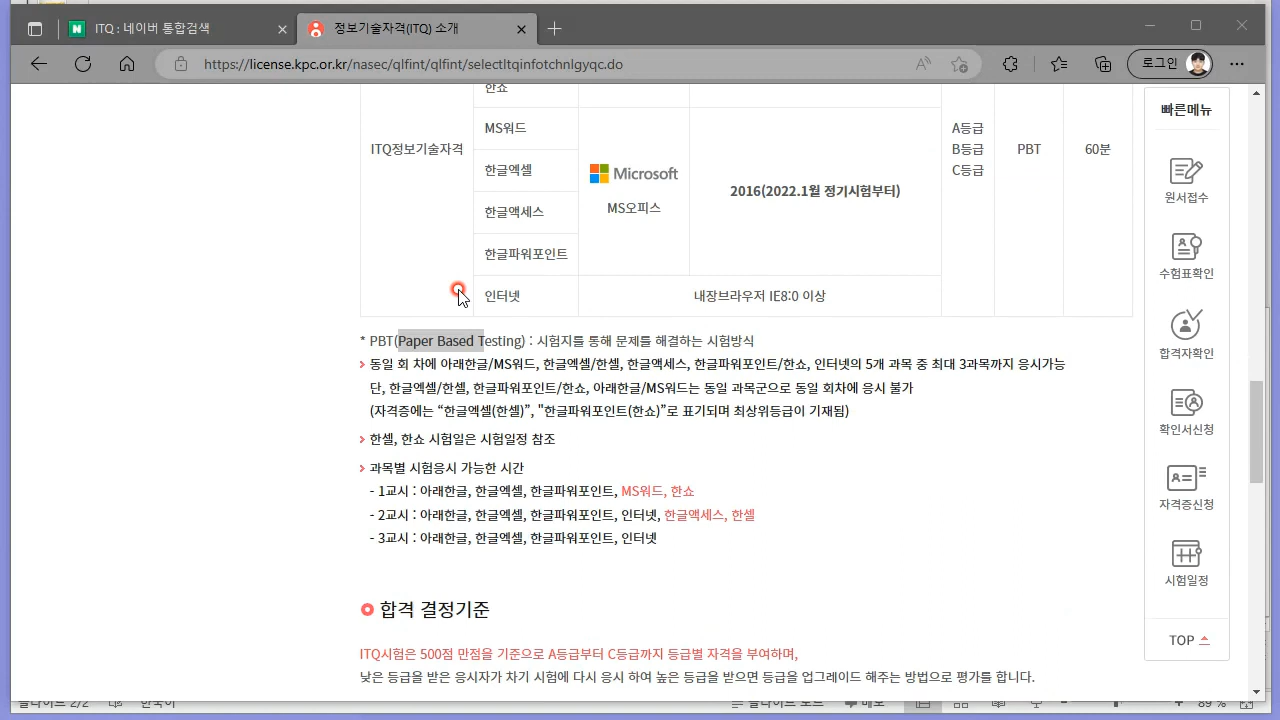 ITQ : 네이버 통합검색
정보기술자격(ITQ) 소개
https://license.kpc.or.kr/nasec/qlfint/qlfint/selectItqinfotchnlgyqc.do
로그인
한쇼
MS워드
ITQ정보기술자격
한글엑셀
한글액세스
한글파워포인트
인터넷
Microsoft
MS오피스
2016(2022.1월 정기시험부터)
내장브라우저 IE8:0 이상
A등급
B등급
C등급
PBT
60분
* PBT(Paper Based Testing) : 시험지를 통해 문제를 해결하는 시험방식
동일 회 차에 아래한글/MS워드, 한글엑셀/한셀, 한글액세스, 한글파워포인트/한쇼, 인터넷의 5개 과목 중 최대 3과목까지 응시가능
단, 한글엑셀/한셀, 한글파워포인트/한쇼, 아래한글/MS워드는 동일 과목군으로 동일 회차에 응시 불가
(자격증에는 “한글엑셀(한셀)”, "한글파워포인트(한쇼)”로 표기되며 최상위등급이 기재됨)
한셀, 한쇼 시험일은 시험일정 참조
과목별 시험응시 가능한 시간
- 1교시 : 아래한글, 한글엑셀, 한글파워포인트, MS워드, 한쇼
- 2교시 : 아래한글, 한글엑셀, 한글파워포인트, 인터넷, 한글액세스, 한셀
- 3교시 : 아래한글, 한글엑셀, 한글파워포인트, 인터넷
합격 결정기준
ITQ시험은 500점 만점을 기준으로 A등급부터 C등급까지 등급별 자격을 부여하며,
낮은 등급을 받은 응시자가 차기 시험에 다시 응시 하여 높은 등급을 받으면 등급을 업그레이드 해주는 방법으로 평가를 합니다.
빠른메뉴
원서접수
수험표확인
합격자확인
확인서신청
자격증신청
시험일정
TOP
슬라이드 2/2
한국어
슬라이드 노트
메모
89 %